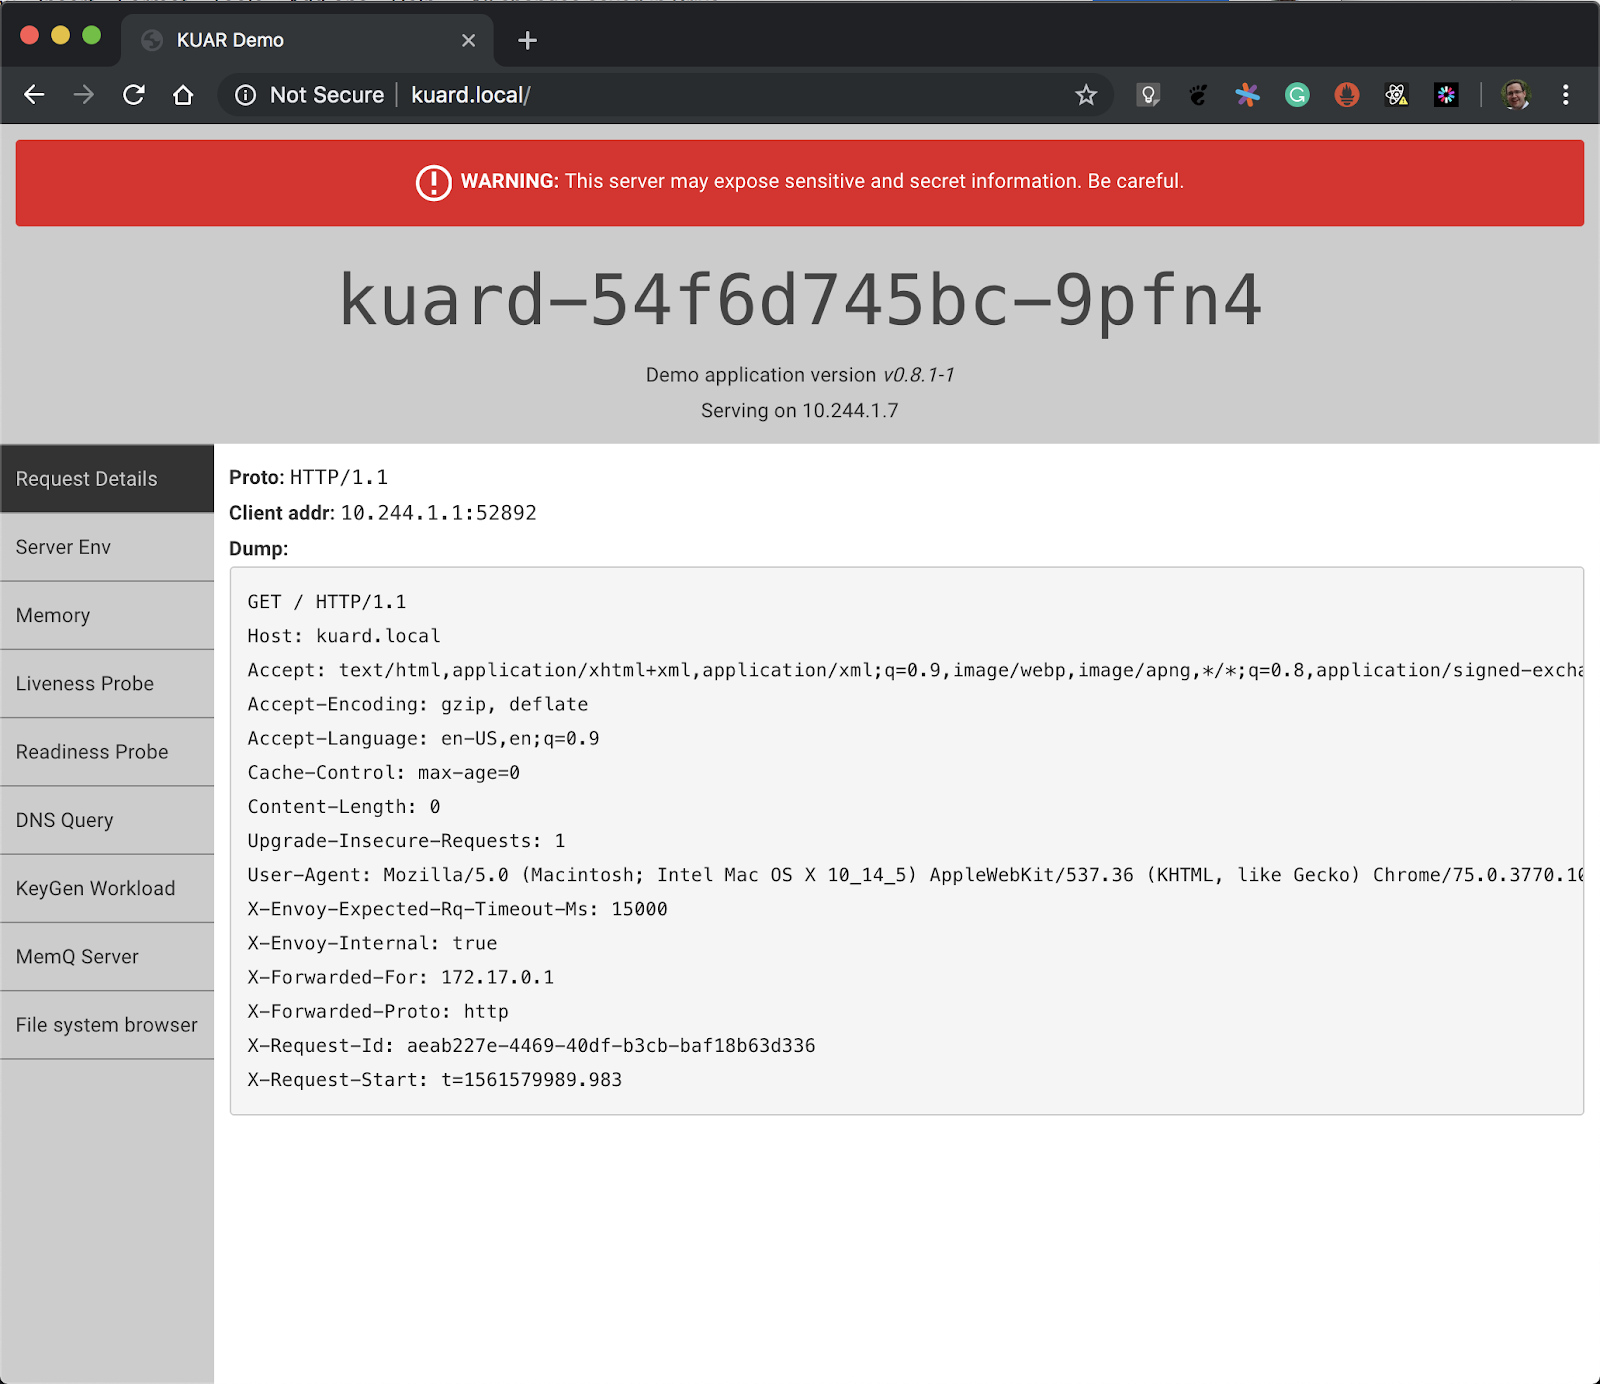 KUAR Demo
Not Secure kuard.local/
WARNING: This server may expose sensitive and secret information. Be careful.
kuard-54f6d745bc-9pfn4
Demo application version v0.8.1-1
Serving on 10.244.1.7
Request Details
Server Env
Memory
Liveness Probe
Readiness Probe
DNS Query
KeyGen Workload
MemQ Server
File system browser
Proto: HTTP/1.1
Client addr: 10.244.1.1:52892
Dump:
GET / HTTP/1.1
Host: kuard.local
Accept: text/html,application/xhtml+xml,application/xml;q=0.9,image/webp,image/apng,*/*;q=0.8,application/signed-excha
Accept-Encoding: gzip, deflate
Accept-Language: en-US,en;q=0.9
Cache-Control: max-age=0
Content-Length: 0
Upgrade-Insecure-Requests: 1
User-Agent: Mozilla/5.0 (Macintosh; Intel Mac OS X 10_14_5) AppleWebKit/537.36 (KHTML, like Gecko) Chrome/75.0.3770.10
X-Envoy-Expected-Rq-Timeout-Ms: 15000
X-Envoy-Internal: true
X-Forwarded-For: 172.17.0.1
X-Forwarded-Proto: http
X-Request-Id: aeab227e-4469-40df-b3cb-baf18b63d336
X-Request-Start: t=1561579989.983